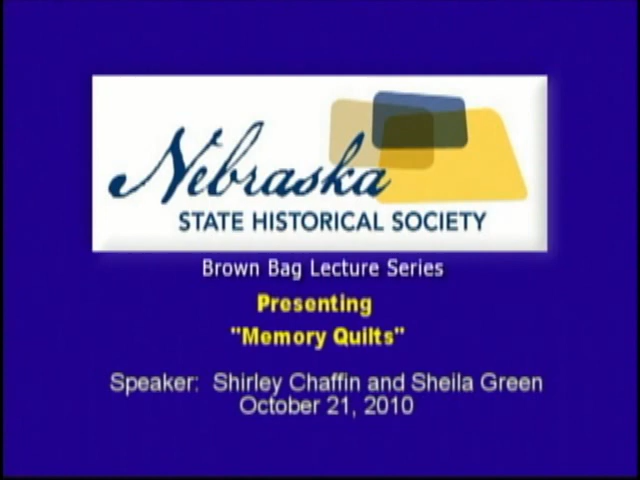 Nebraska
STATE HISTORICAL SOCIETY
Brown Bag Lecture Series
Presenting
"Memory Quilts"
Speaker: Shirley Chaffin and Sheila Green
October 21, 2010